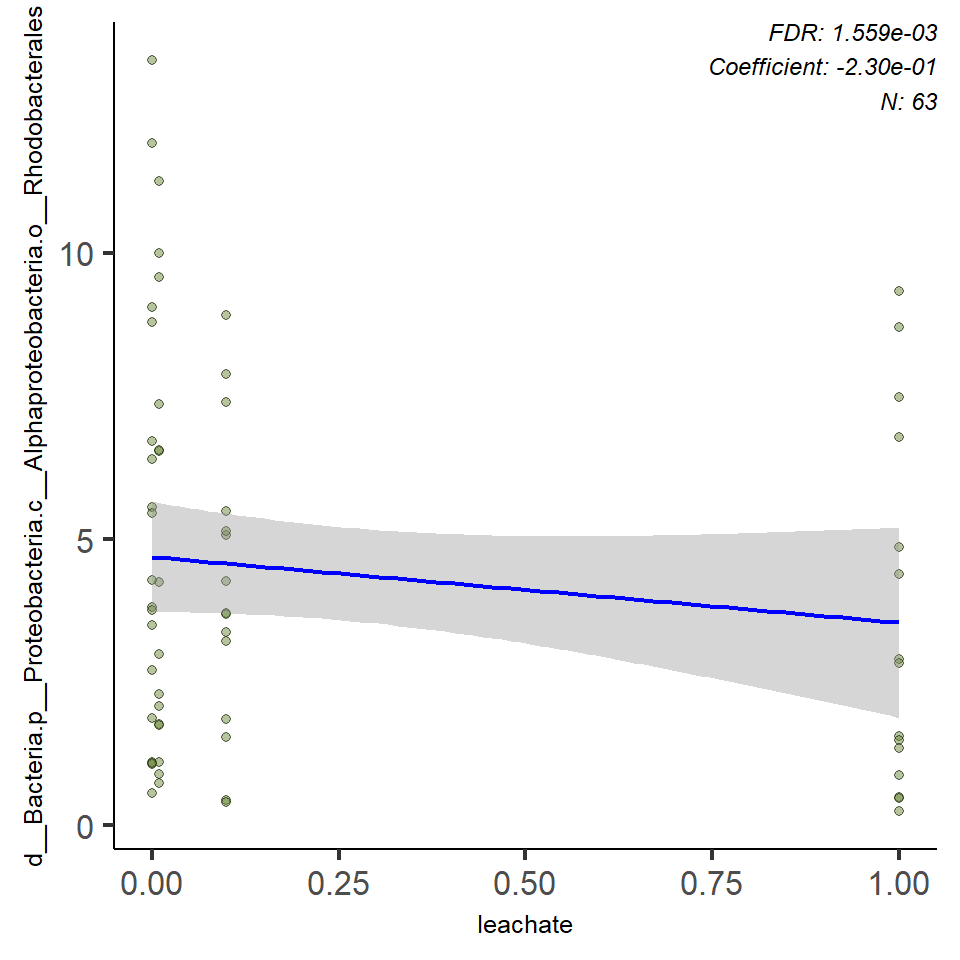 FDR: 1.559e-03
Coefficient: -2.30e-01
N: 63
d__Bacteria.p__Proteobacteria.c__Alphaproteobacteria.o__Rhodobacterales
10
5
0
0.00 0.25 0.50 0.75 1.00
leachate